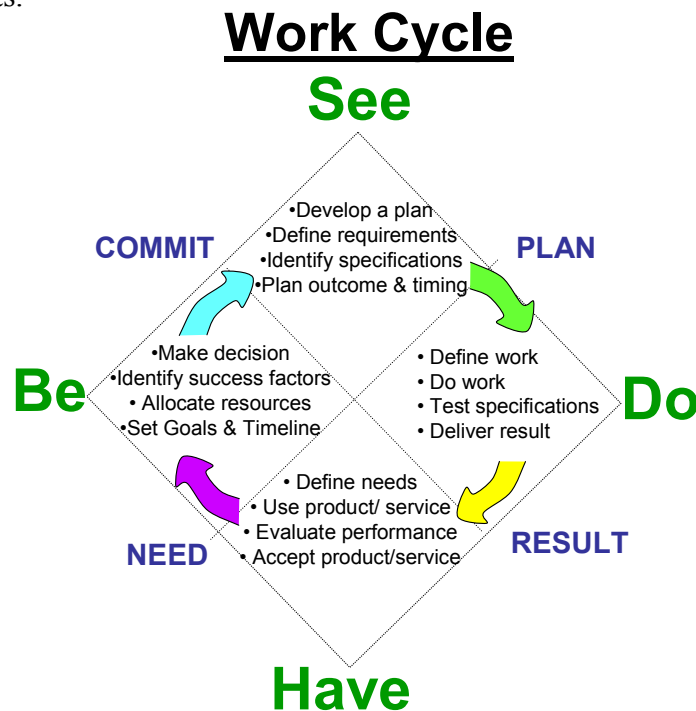 Work Cycle
See
COMMIT
•Develop a plan
•Define requirements
•Identify specifications
•Plan outcome & timing
PLAN
Be
•Make decision
•Identify success factors
• Allocate resources
•Set Goals & Timeline
• Define work
• Do work
• Test specifications
• Deliver result
Do
NEED
• Define needs
• Use product/ service
• Evaluate performance
• Accept product/service
RESULT
Have